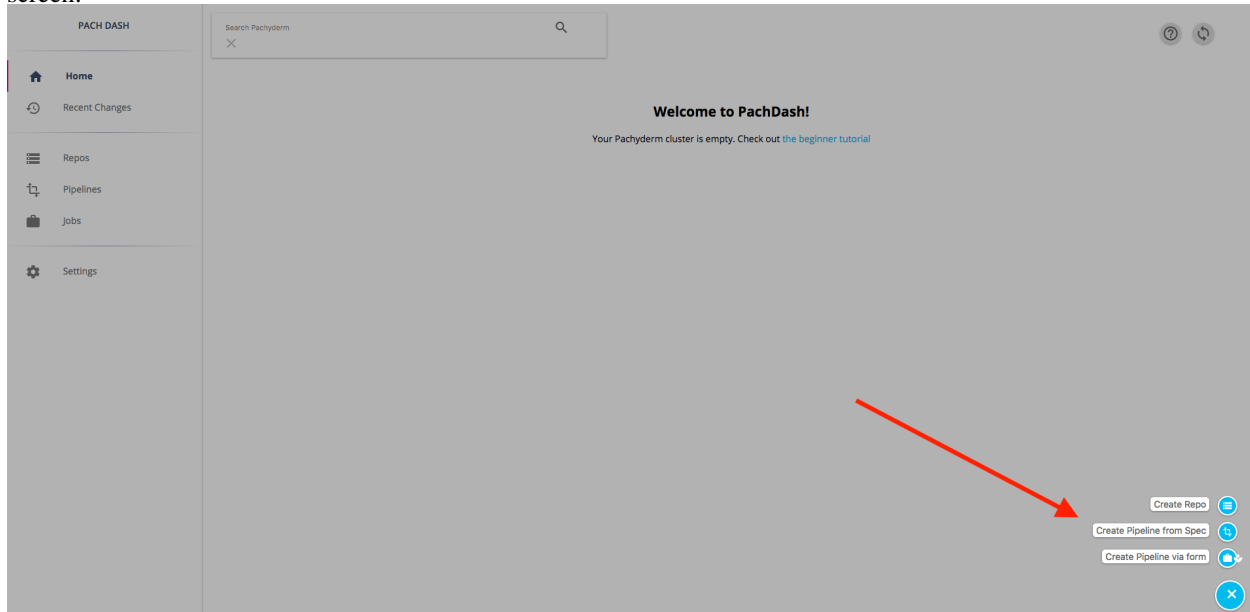 screen:
PACH DASH
Search Pachyderm
Home
Recent Changes
Repos
Pipelines
Jobs
Settings
Welcome to PachDash!
Your Pachyderm cluster is empty. Check out the beginner tutorial
Create Repo
Create Pipeline from Spec
Create Pipeline via form